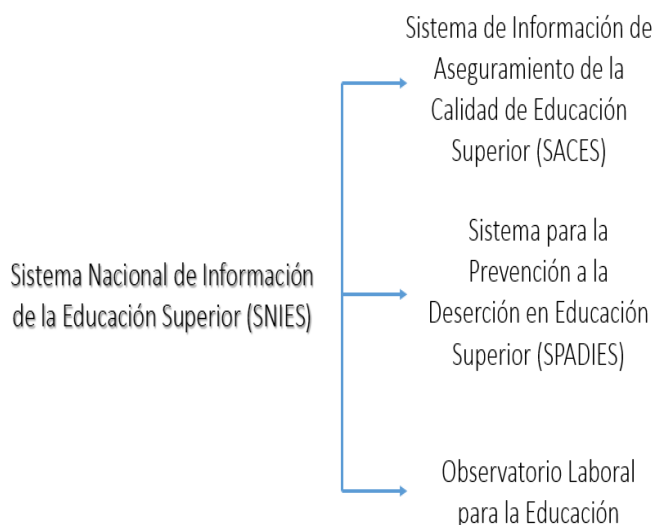 Sistema Nacional de Información
de la Educación Superior (SNIES)
Sistema de Información de
Aseguramiento de la
Calidad de Educación
Superior (SACES)
Sistema para la
Prevención a la
Deserción en Educación
Superior (SPADIES)
Observatorio Laboral
para la Educación